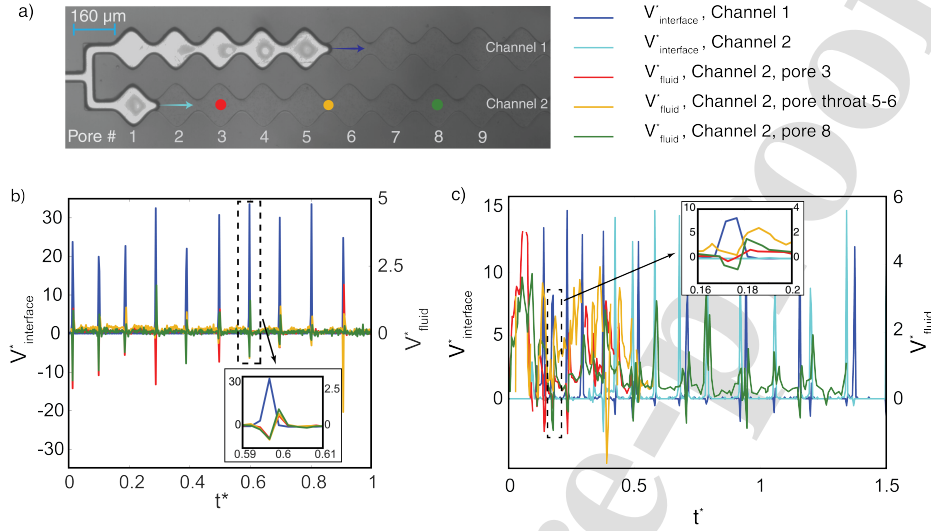 a)
160 µm
Channel 1
Channel 2
Pore # 1 2 3 4 5 6 7 8 9
V*interface , Channel 1
V*interface , Channel 2
V*fluid , Channel 2, pore 3
V*fluid , Channel 2, pore throat 5-6
V*fluid , Channel 2, pore 8
b)
V*interface
30
20
10
0
-10
-20
-30
5
2.5
0
V*fluid
30
0
2.5
0
0.59 0.6 0.61
0 0.2 0.4 0.6 0.8 1
t*
c)
V*interface
15
10
5
0
6
4
2
0
V*fluid
10
5
0
4
2
0
0.16 0.18 0.2
0 0.5 1 1.5
t*
re-proo